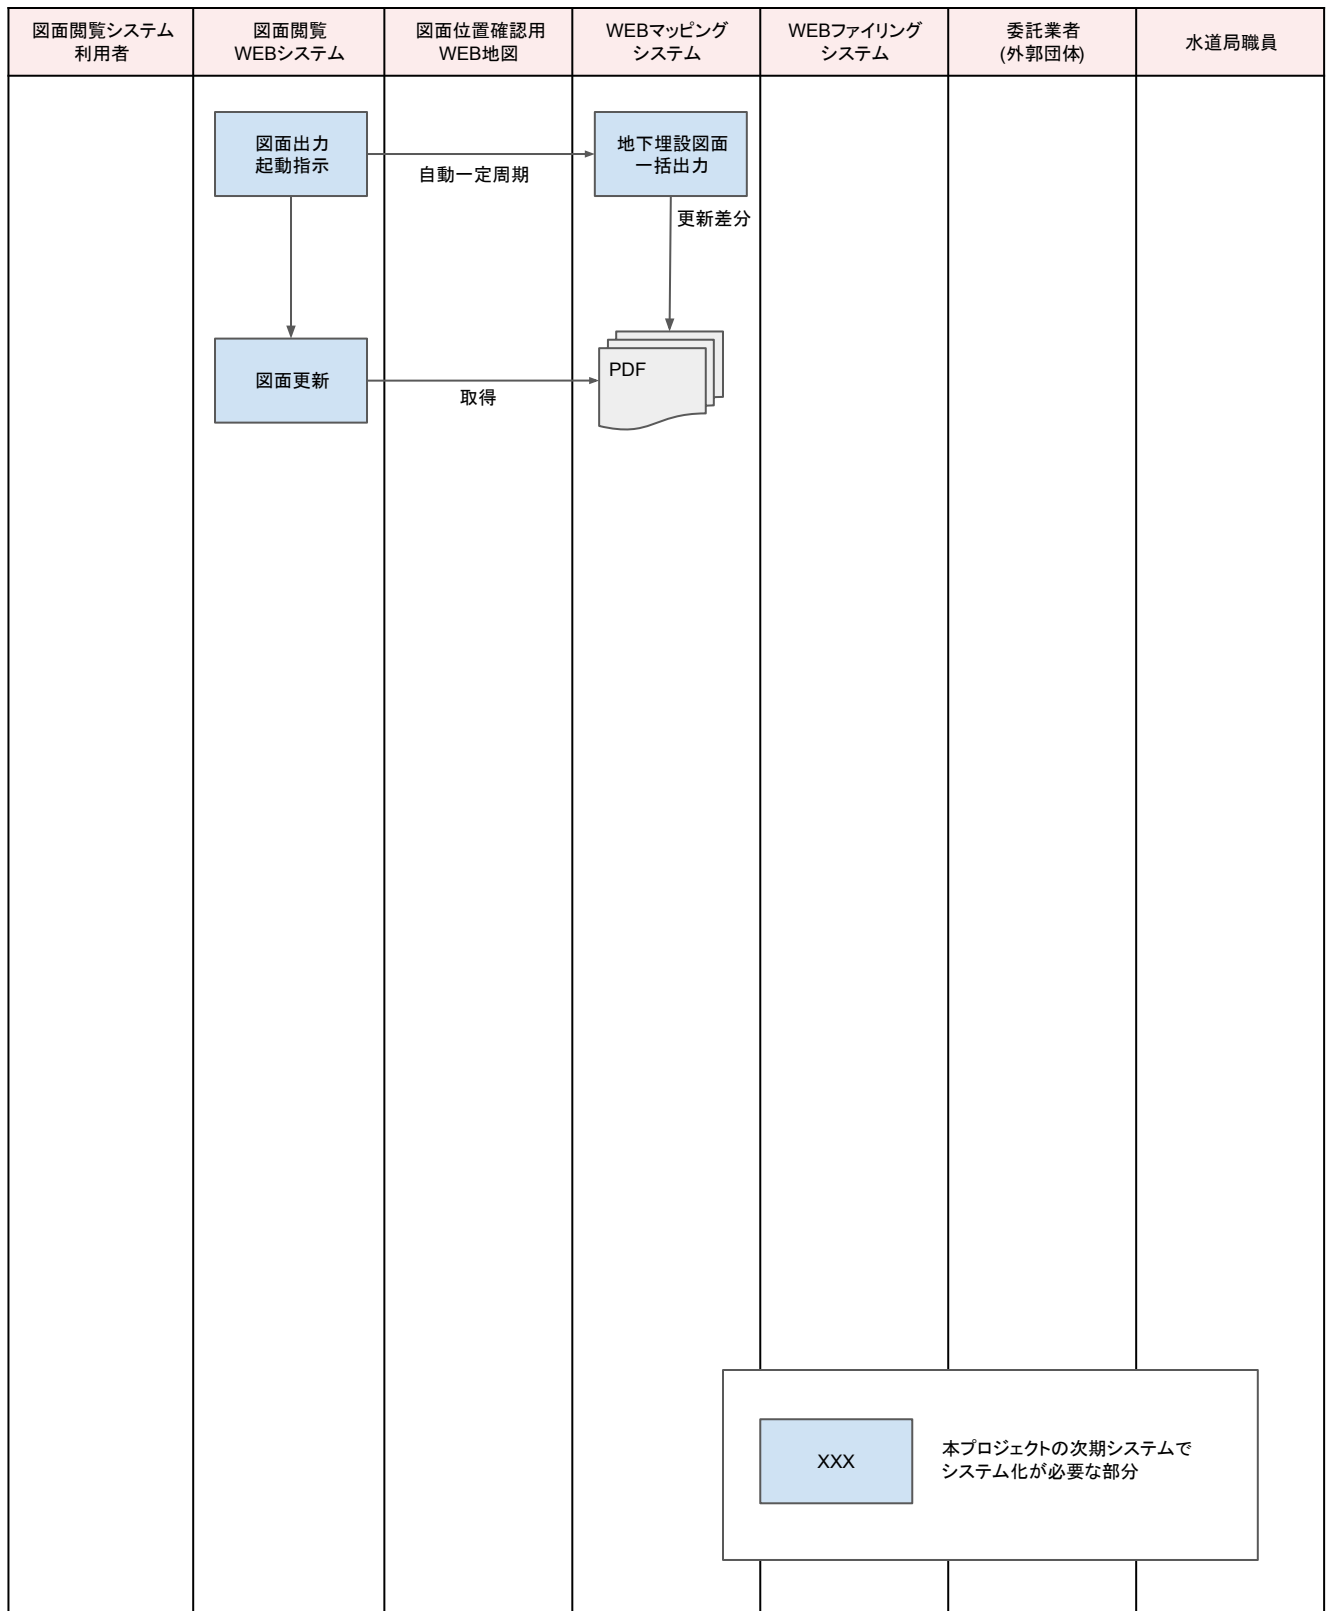 図面閲覧システム
利用者
図面閲覧
WEBシステム
図面位置確認用
WEB地図
WEBマッピング
システム
WEBファイリング
システム
委託業者
(外郭団体)
水道局職員
図面出力
起動指示
自動一定周期
地下埋設図面
一括出力
更新差分
図面更新
取得
PDF
XXX
本プロジェクトの次期システムで
システム化が必要な部分